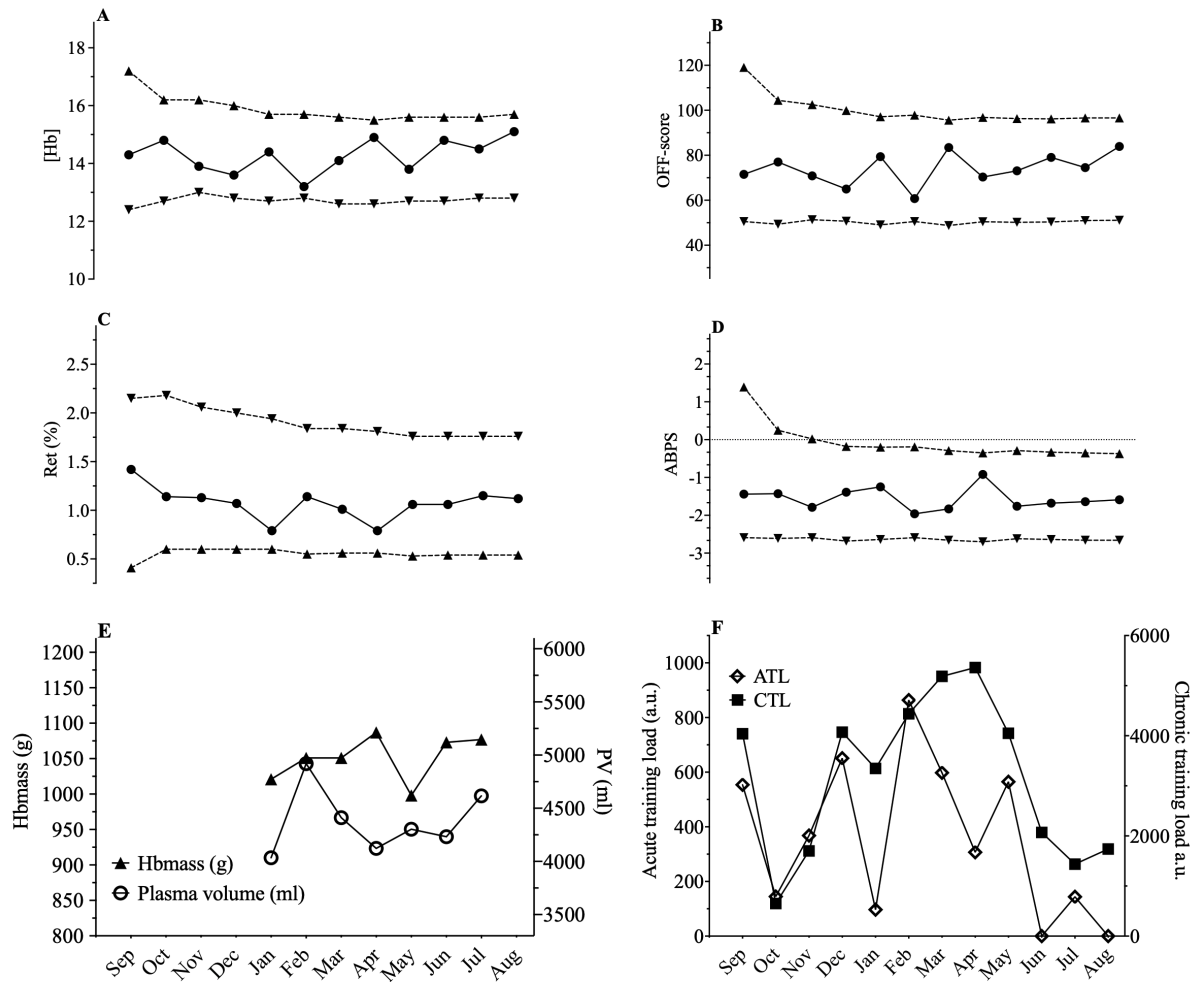 A
[Hb]
18
16
14
12
10
B
OFF-score
120
100
80
60
40
C
Ret (%)
2.5
2.0
1.5
1.0
0.5
D
ABPS
2
1
0
-1
-2
-3
E
Hbmass (g)
1200
1150
1100
1050
1000
950
900
850
800
PV (ml)
6000
5500
5000
4500
4000
3500
Hbmass (g)
Plasma volume (ml)
Sep Oct Nov Dec Jan Feb Mar Apr May Jun Jul Aug
F
Acute training load (a.u.)
1000
800
600
400
200
0
Chronic training
load a.u.
6000
4000
2000
0
ATL
CTL
Sep Oct Nov Dec Jan Feb Mar Apr May Jun Jul Aug